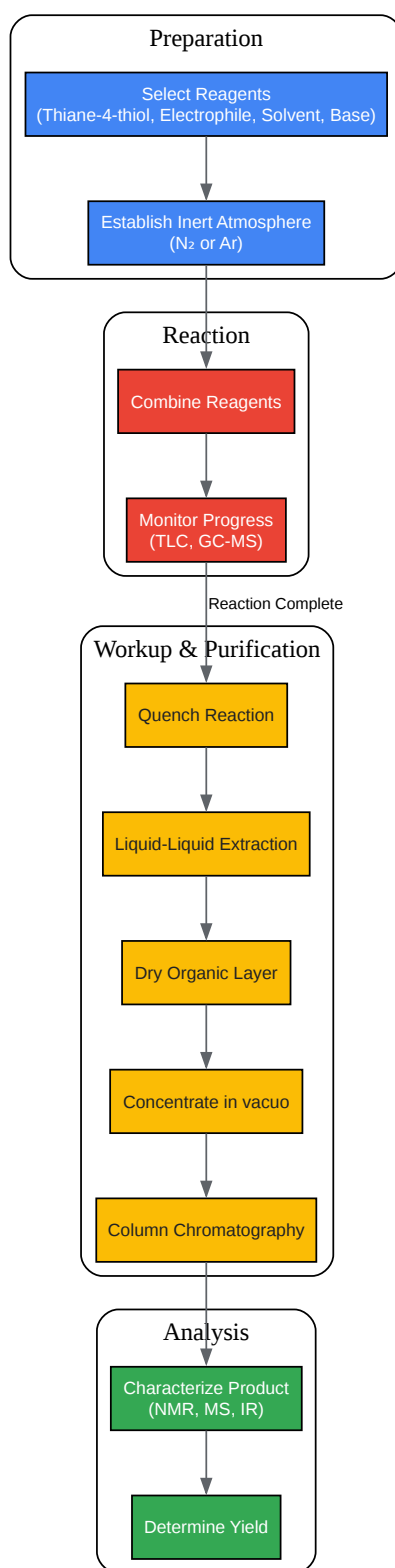 Preparation
Select Reagents
(Thiane-4-thiol, Electrophile, Solvent, Base)
Establish Inert Atmosphere
(N₂ or Ar)
Reaction
Combine Reagents
Monitor Progress
(TLC, GC-MS)
Reaction Complete
Workup & Purification
Quench Reaction
Liquid-Liquid Extraction
Dry Organic Layer
Concentrate in vacuo
Column Chromatography
Analysis
Characterize Product
(NMR, MS, IR)
Determine Yield